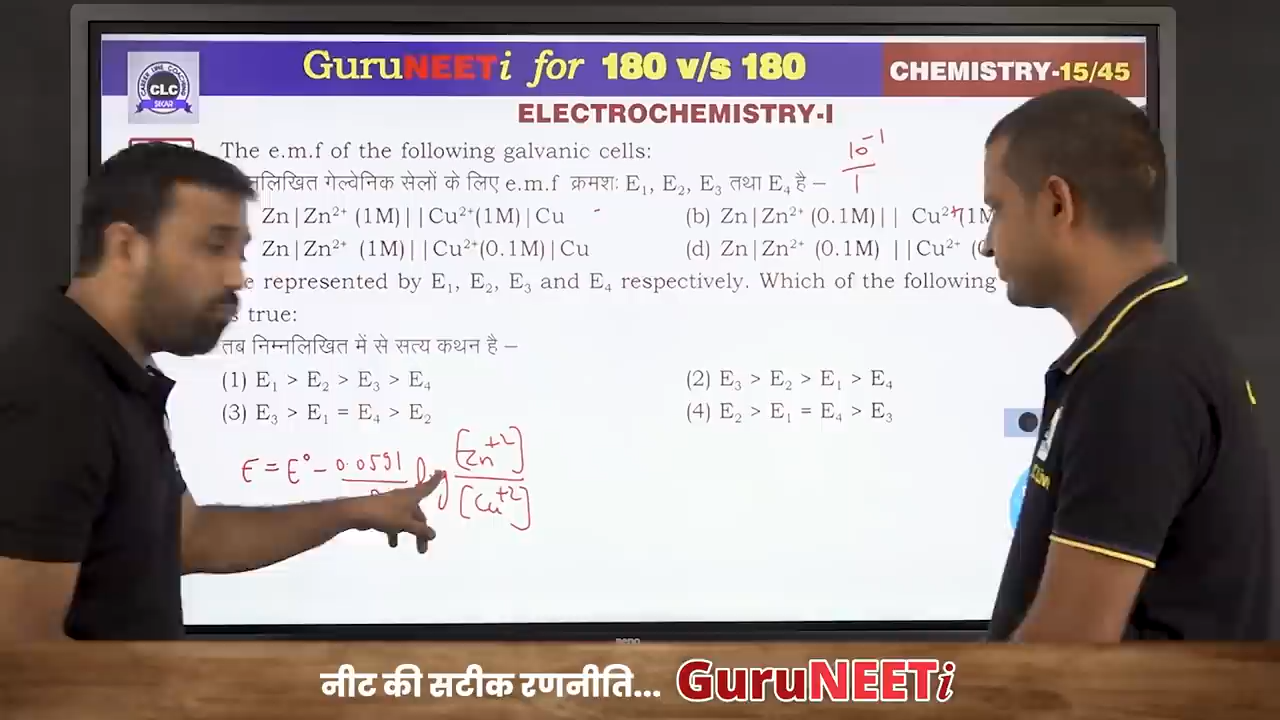 GuruNEETi for 180 v/s 180
CHEMISTRY-15/45
CLC
SIKAR
ELECTROCHEMISTRY-I
The e.m.f of the following galvanic cells:
10⁻¹
1
गेल्वेनिक सेलों के लिए e.m.f क्रमशः E₁, E₂, E₃ तथा E₄ है –
Zn|Zn²⁺ (1M)||Cu²⁺(1M)|Cu
(b) Zn|Zn²⁺ (0.1M)|| Cu²⁺(1M
Zn|Zn²⁺ (1M)||Cu²⁺(0.1M)|Cu
(d) Zn|Zn²⁺ (0.1M) ||Cu²⁺
represented by E₁, E₂, E₃ and E₄ respectively. Which of the following
true:
तब निम्नलिखित में से सत्य कथन है –
(1) E₁ > E₂ > E₃ > E₄
(2) E₃ > E₂ > E₁ > E₄
(3) E₃ > E₁ = E₄ > E₂
(4) E₂ > E₁ = E₄ > E₃
E = E° – 0.0591 log [Zn⁺²]
[Cu⁺²]
नीट की सटीक रणनीति... GuruNEETi